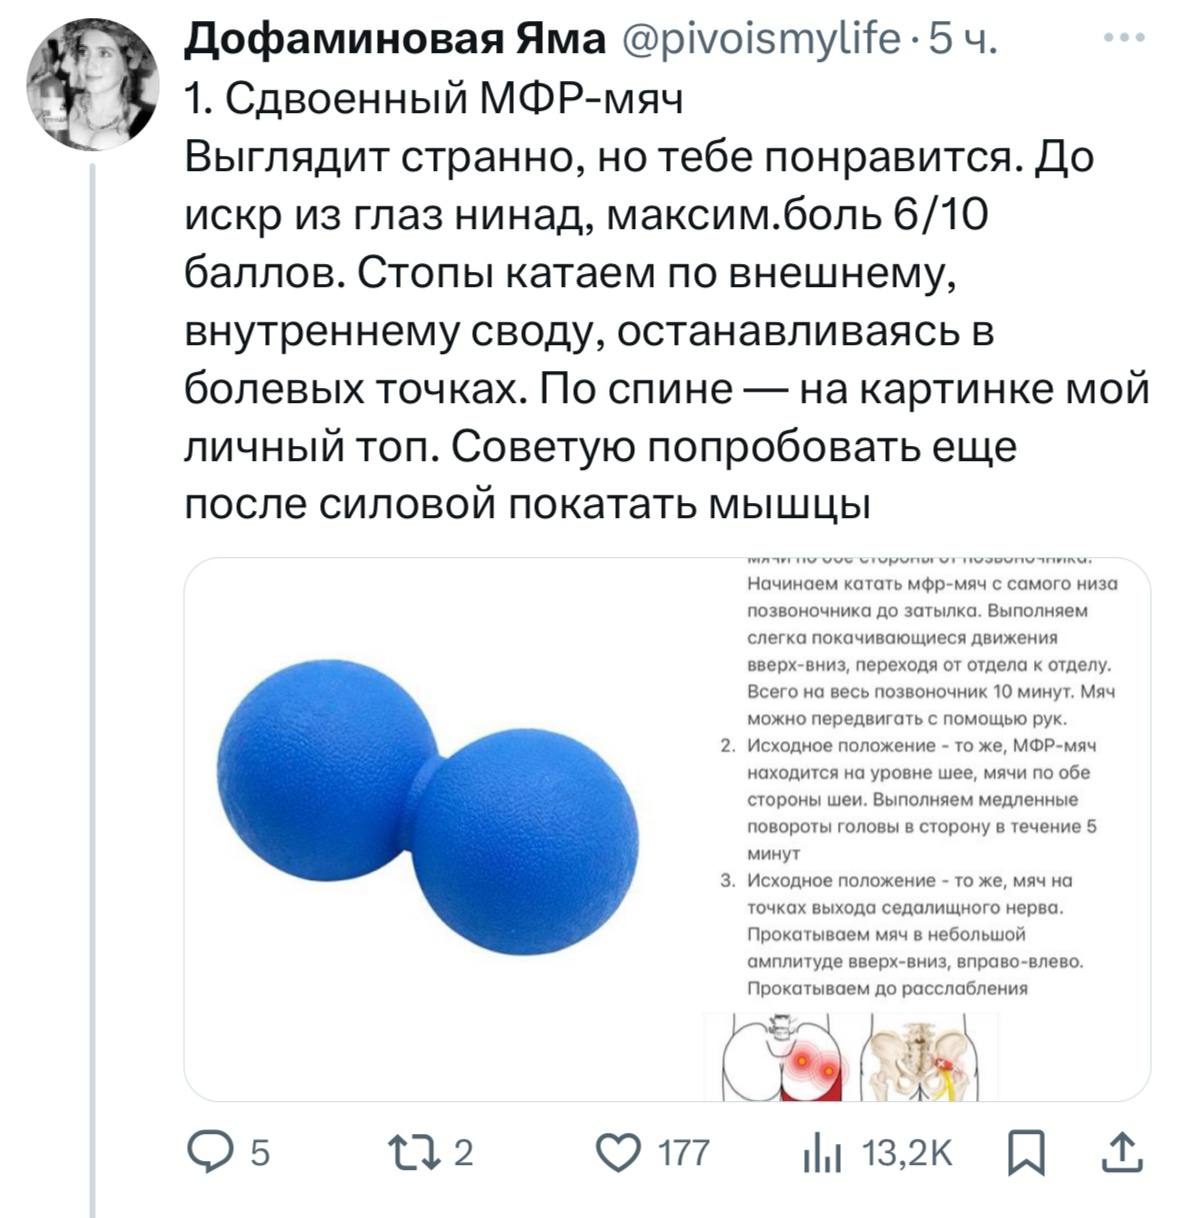 Дофаминовая Яма @pivoismylife · 5 ч.
1. Сдвоенный МФР-мяч
Выглядит странно, но тебе понравится. До
искр из глаз нинад, максим.боль 6/10
баллов. Стопы катаем по внешнему,
внутреннему своду, останавливаясь в
болевых точках. По спине — на картинке мой
личный топ. Советую попробовать еще
после силовой покатать мышцы
мячи по обе стороны от позвоночника.
Начинаем катать мфр-мяч с самого низа
позвоночника до затылка. Выполняем
слегка покачивающиеся движения
вверх-вниз, переходя от отдела к отделу.
Всего на весь позвоночник 10 минут. Мяч
можно передвигать с помощью рук.
2. Исходное положение - то же, МФР-мяч
находится на уровне шее, мячи по обе
стороны шеи. Выполняем медленные
повороты головы в сторону в течение 5
минут
3. Исходное положение - то же, мяч на
точках выхода седалищного нерва.
Прокатываем мяч в небольшой
амплитуде вверх-вниз, вправо-влево.
Прокатываем до расслабления
5 2 177 13,2K